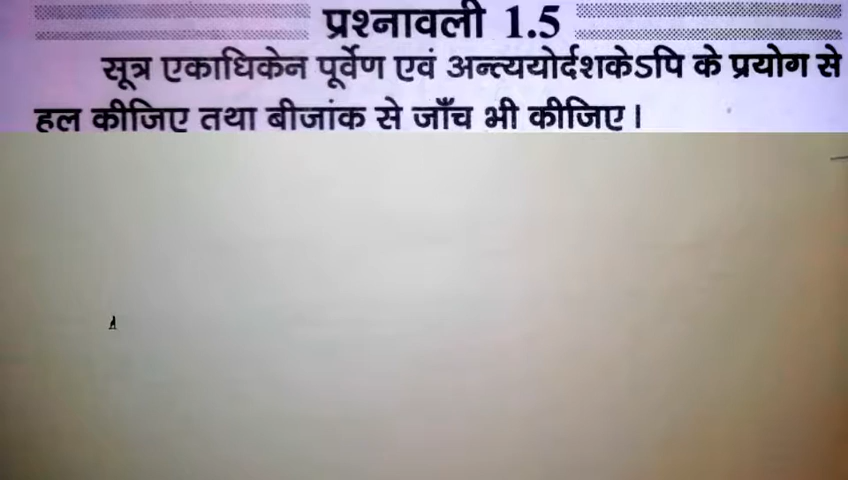 प्रश्नावली 1.5
सूत्र एकाधिकेन पूर्वेण एवं अन्त्ययोर्दशकेऽपि के प्रयोग से
हल कीजिए तथा बीजांक से जाँच भी कीजिए।